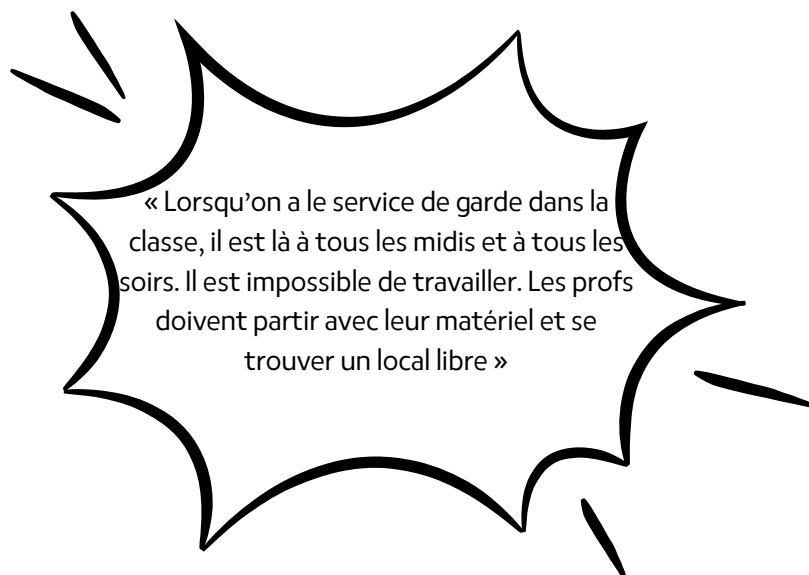 « Lorsqu’on a le service de garde dans la
classe, il est là à tous les midis et à tous les
soirs. Il est impossible de travailler. Les profs
doivent partir avec leur matériel et se
trouver un local libre »